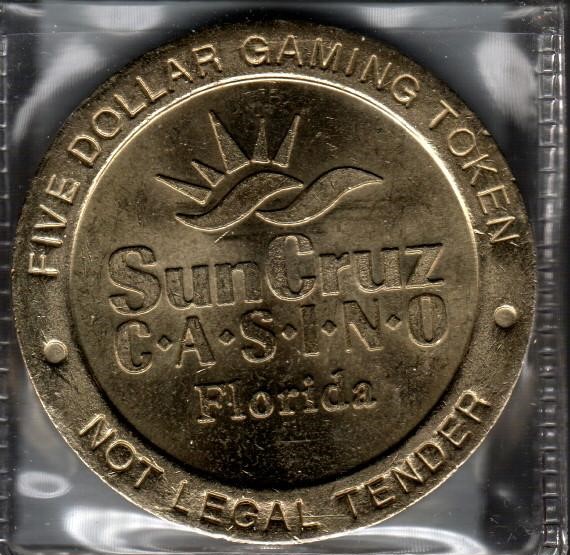 FIVE DOLLAR GAMING TOKEN
SunCruz
C·A·S·I·N·O
Florida
NOT LEGAL TENDER